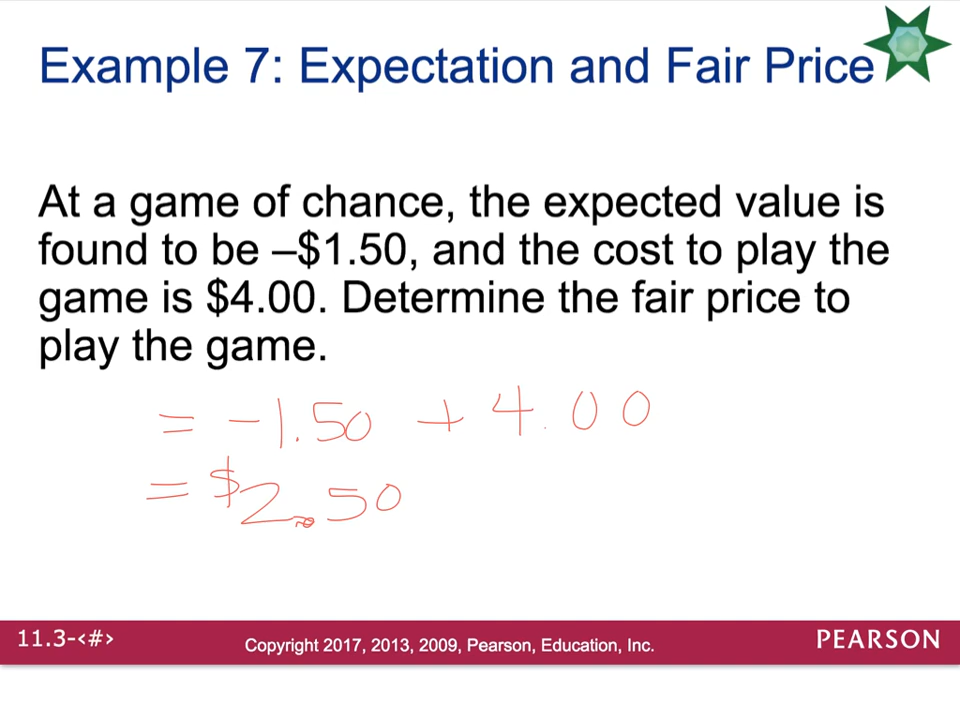 Example 7: Expectation and Fair Price
At a game of chance, the expected value is
found to be –$1.50, and the cost to play the
game is $4.00. Determine the fair price to
play the game.
= -1.50 + 4.00
= $2.50
11.3-‹#›
Copyright 2017, 2013, 2009, Pearson, Education, Inc.
PEARSON